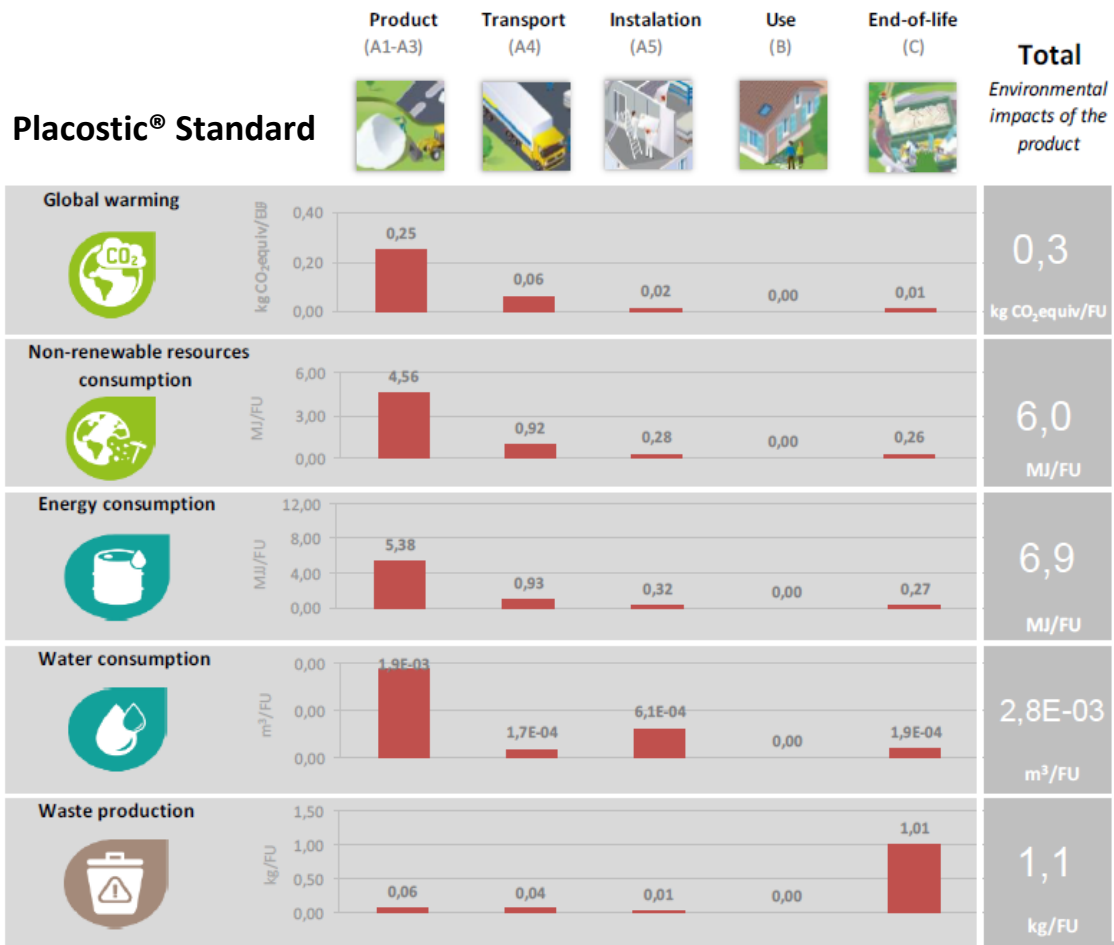 Product Transport Instalation Use End-of-life
(A1-A3) (A4) (A5) (B) (C)
Total
Environmental
impacts of the
product
Placostic® Standard
Global warming
CO₂
kg CO₂equiv/
0,40
0,20
0,00
0,25
0,06
0,02
0,00
0,01
0,3
kg CO₂equiv/FU
Non-renewable resources
consumption
MJ/FU
6,00
3,00
0,00
4,56
0,92
0,28
0,00
0,26
6,0
MJ/FU
Energy consumption
MJ/FU
12,00
8,00
4,00
0,00
5,38
0,93
0,32
0,00
0,27
6,9
MJ/FU
Water consumption
m³/FU
0,00
0,00
0,00
1,9E-03
1,7E-04
6,1E-04
0,00
1,9E-04
2,8E-03
m³/FU
Waste production
kg/FU
1,50
1,00
0,50
0,00
0,06
0,04
0,01
0,00
1,01
1,1
kg/FU